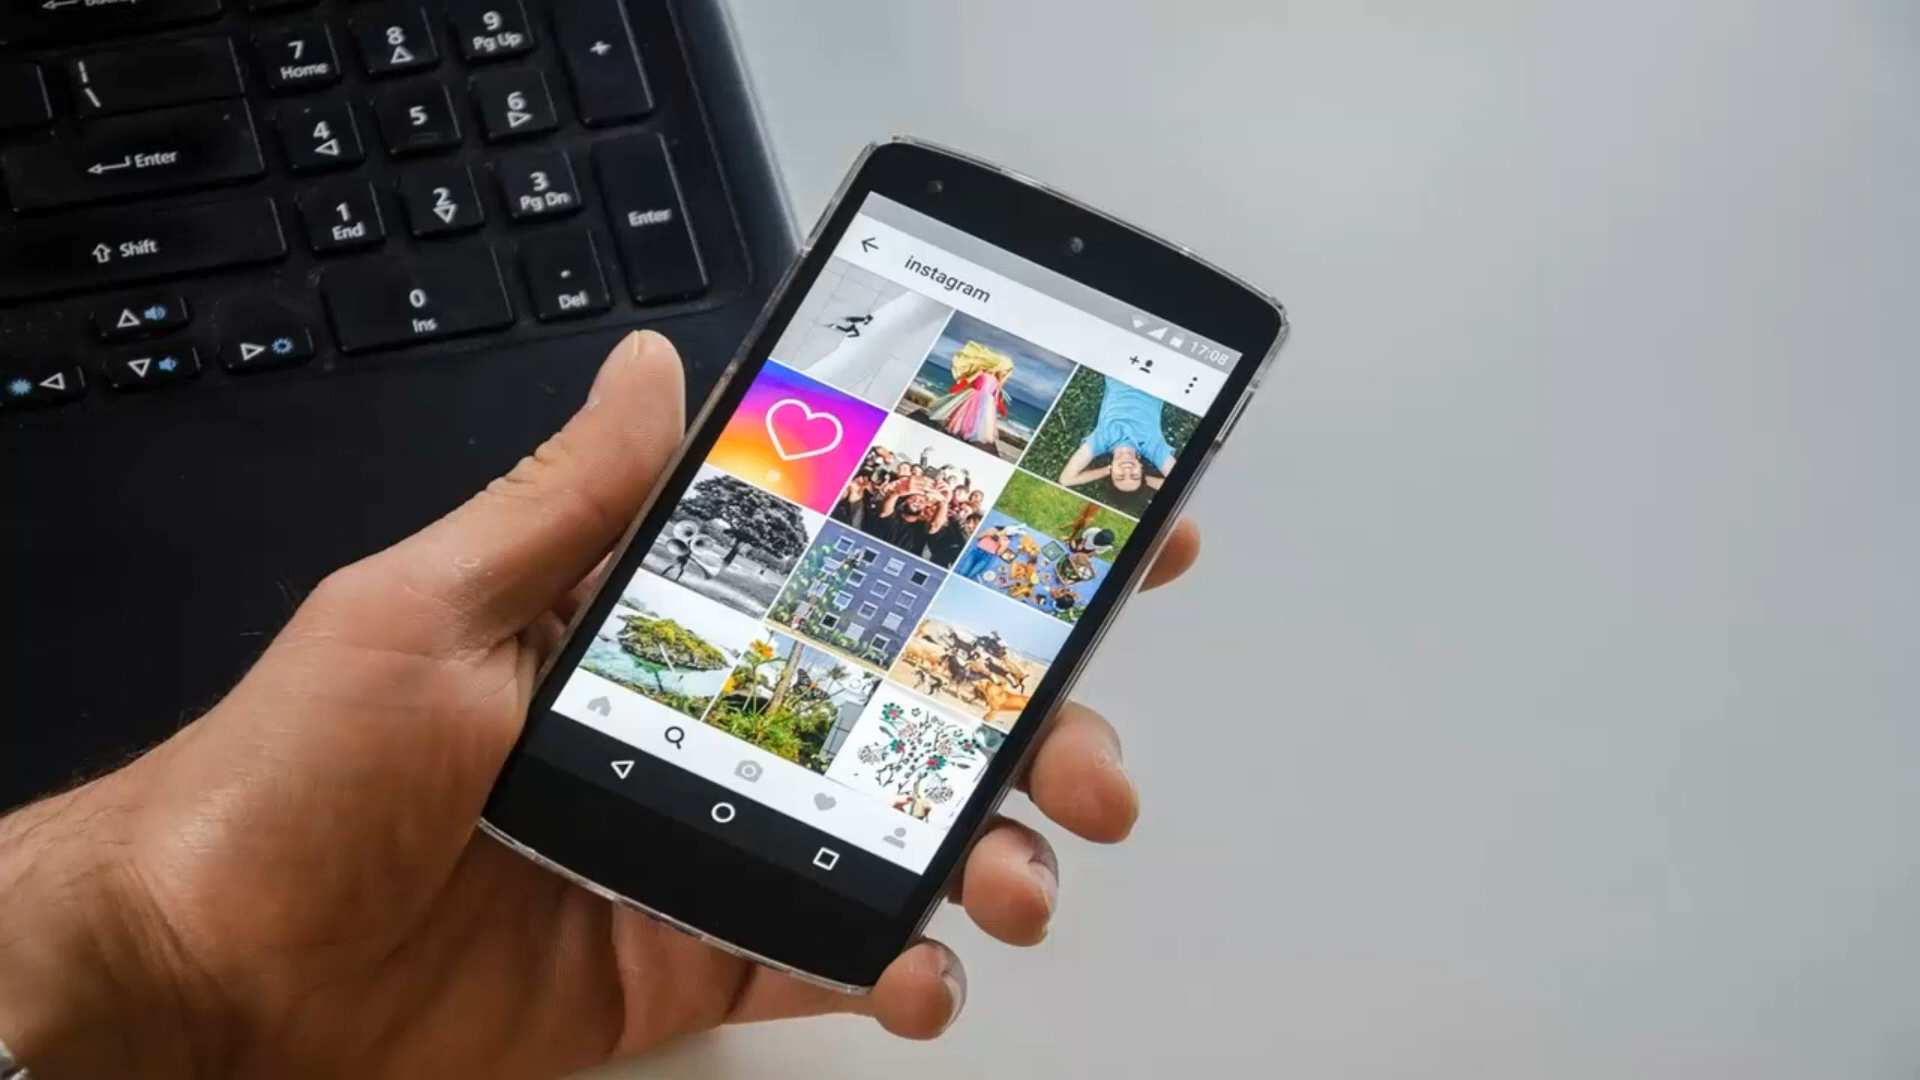 7
Home
8
9
Pg Up
+
\
4
5
6
Enter
1
End
2
3
Pg Dn
Enter
Shift
0
Ins
.
Del
instagram
17:08